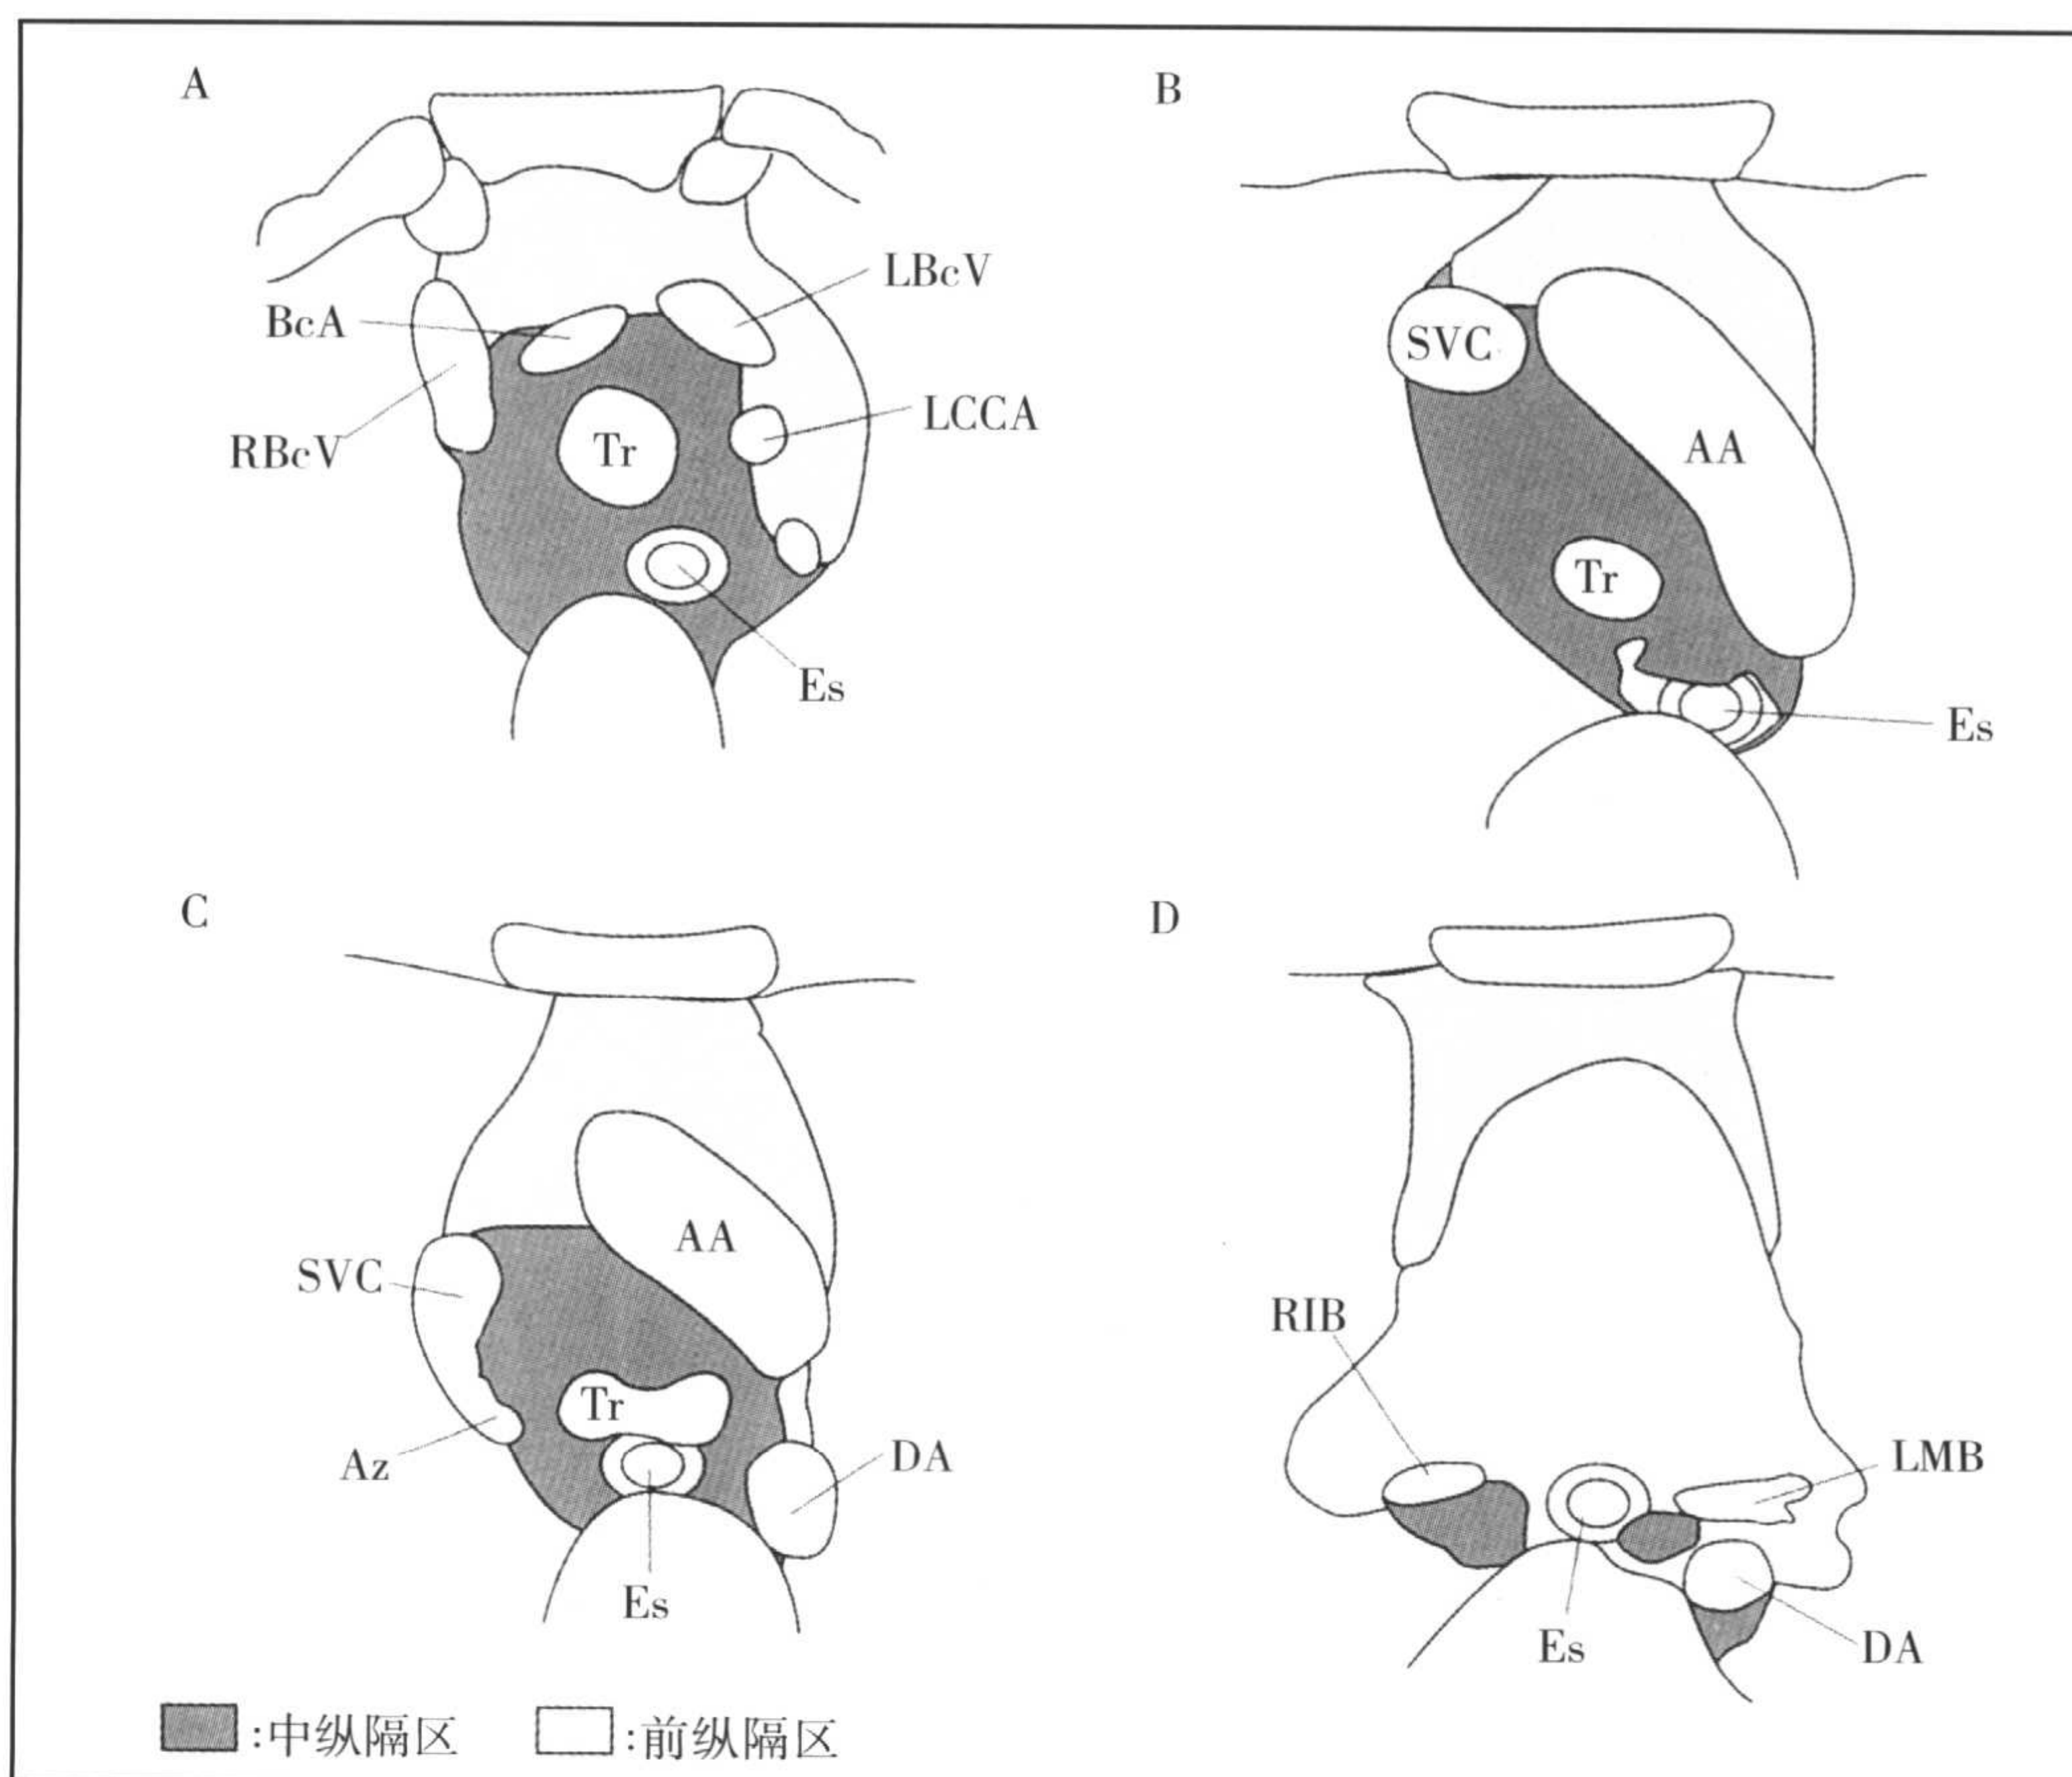 A
BcA
RBcV
Tr
LBcV
LCCA
Es
B
SVC
AA
Tr
Es
C
SVC
AA
Tr
Az
DA
Es
D
RIB
LMB
Es
DA
:中纵隔区 :前纵隔区